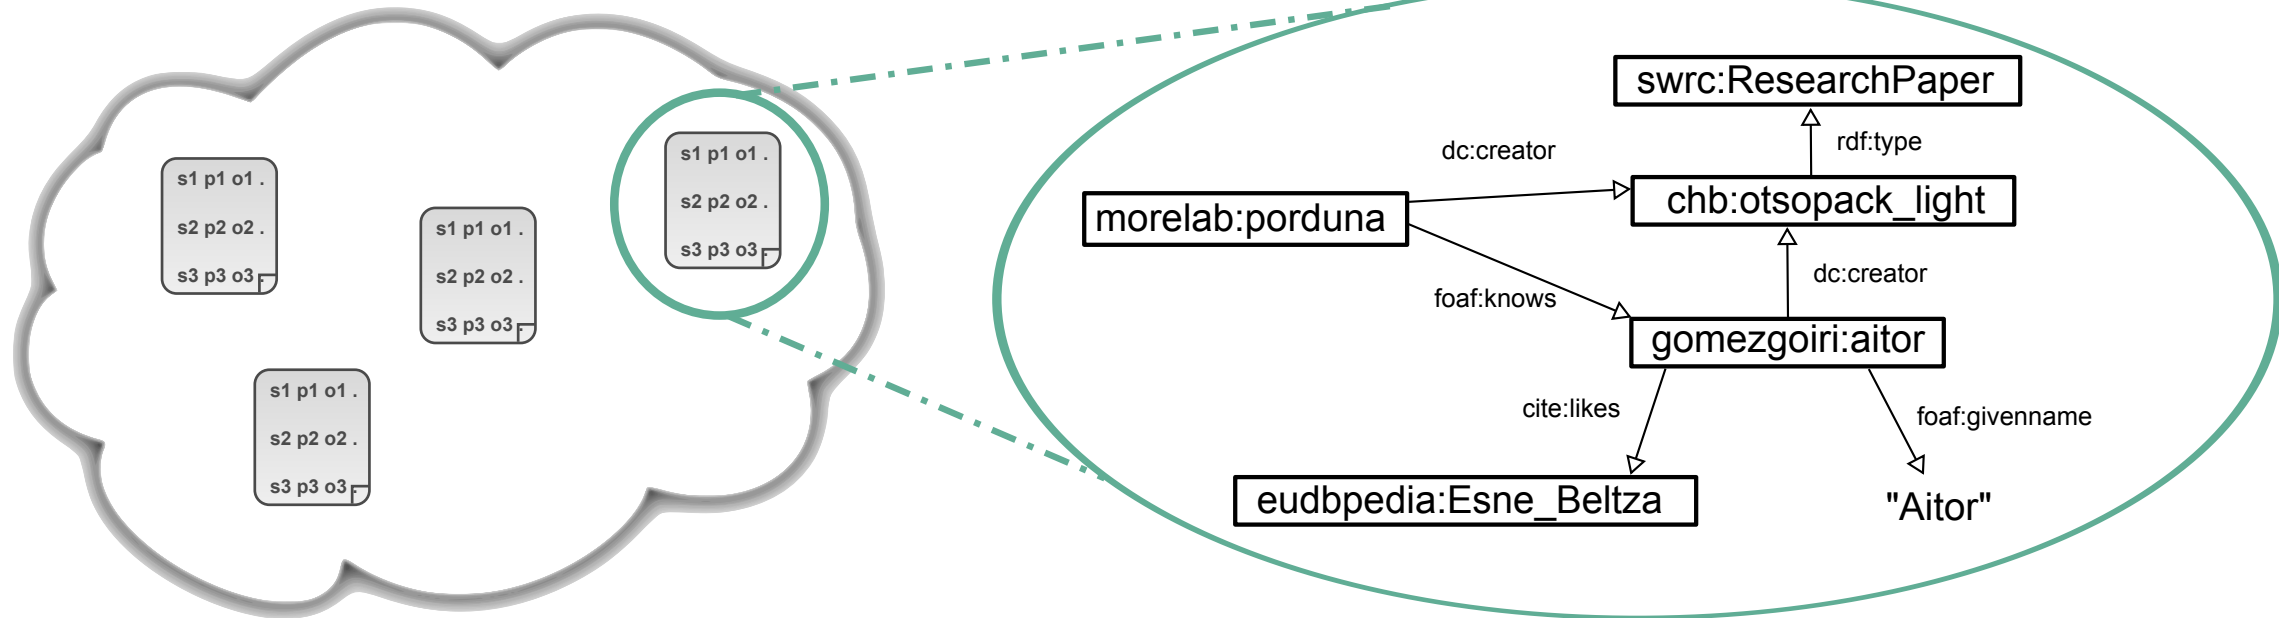 s1 p1 o1 .
s2 p2 o2 .
s3 p3 o3 .
s1 p1 o1 .
s2 p2 o2 .
s3 p3 o3 .
s1 p1 o1 .
s2 p2 o2 .
s3 p3 o3 .
s1 p1 o1 .
s2 p2 o2 .
s3 p3 o3 .
swrc:ResearchPaper
rdf:type
dc:creator
chb:otsopack_light
morelab:porduna
dc:creator
foaf:knows
gomezgoiri:aitor
cite:likes
foaf:givenname
eudbpedia:Esne_Beltza
"Aitor"